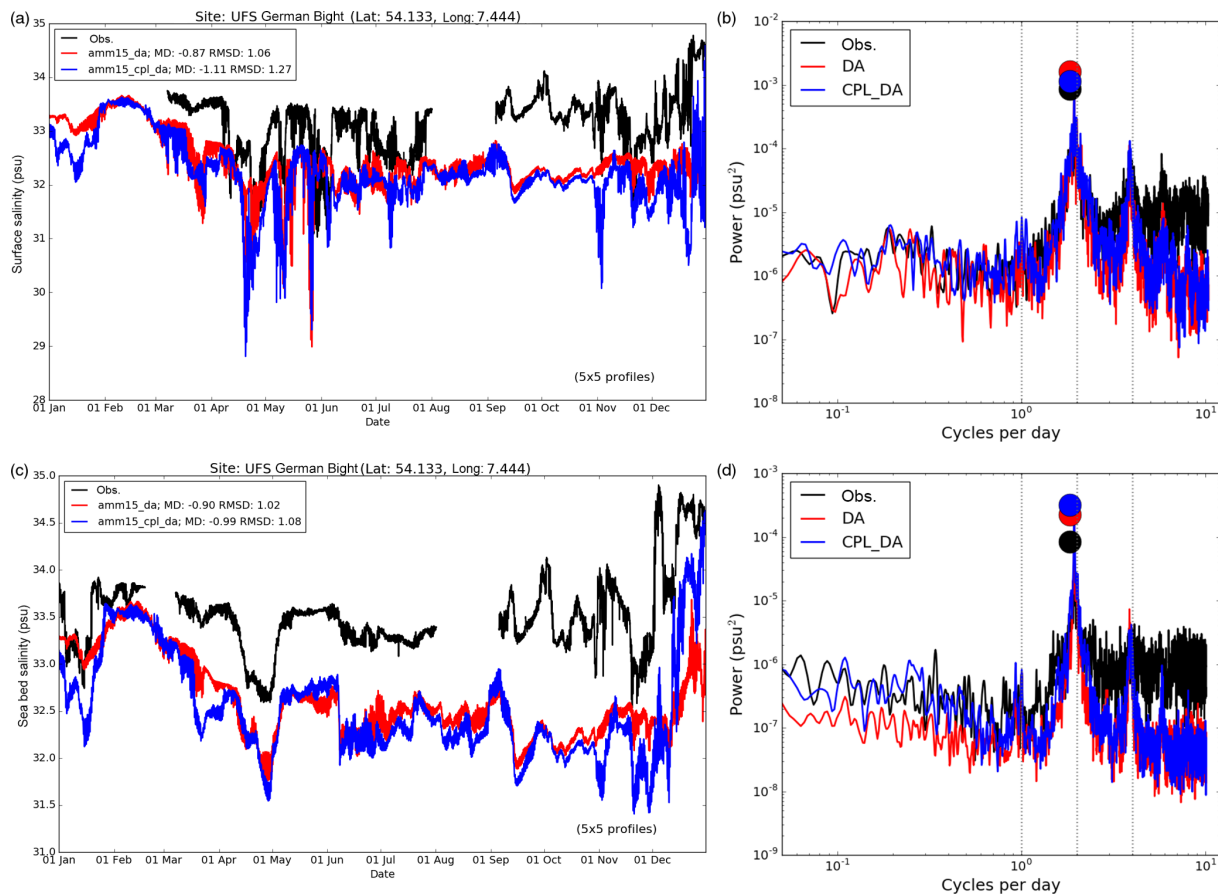 (a)
Site: UFS German Bight (Lat: 54.133, Long: 7.444)
Obs.
amm15_da; MD: -0.87 RMSD: 1.06
amm15_cpl_da; MD: -1.11 RMSD: 1.27
35
34
33
32
31
30
29
28
Surface salinity (psu)
(5x5 profiles)
01 Jan 01 Feb 01 Mar 01 Apr 01 May 01 Jun 01 Jul 01 Aug 01 Sep 01 Oct 01 Nov 01 Dec
Date
(b)
Obs.
DA
CPL_DA
10⁻²
10⁻³
10⁻⁴
10⁻⁵
10⁻⁶
10⁻⁷
10⁻⁸
Power (psu²)
10⁻¹ 10⁰ 10¹
Cycles per day
(c)
Site: UFS German Bight (Lat: 54.133, Long: 7.444)
Obs.
amm15_da; MD: -0.90 RMSD: 1.02
amm15_cpl_da; MD: -0.99 RMSD: 1.08
35.0
34.5
34.0
33.5
33.0
32.5
32.0
31.5
31.0
Sea bed salinity (psu)
(5x5 profiles)
01 Jan 01 Feb 01 Mar 01 Apr 01 May 01 Jun 01 Jul 01 Aug 01 Sep 01 Oct 01 Nov 01 Dec
Date
(d)
Obs.
DA
CPL_DA
10⁻³
10⁻⁴
10⁻⁵
10⁻⁶
10⁻⁷
10⁻⁸
10⁻⁹
Power (psu²)
10⁻¹ 10⁰ 10¹
Cycles per day